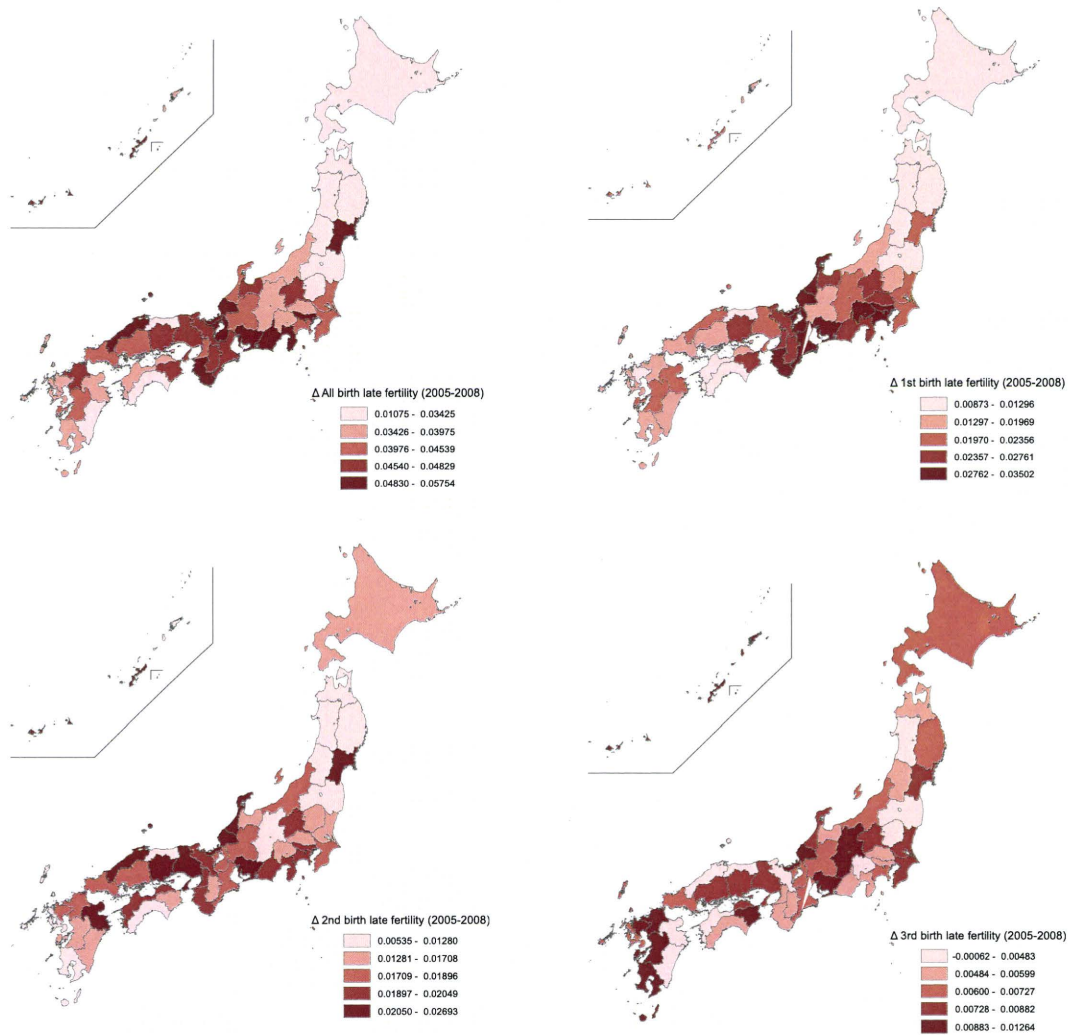 Δ All birth late fertility (2005-2008)
0.01075 - 0.03425
0.03426 - 0.03975
0.03976 - 0.04539
0.04540 - 0.04829
0.04830 - 0.05754
Δ 1st birth late fertility (2005-2008)
0.00873 - 0.01296
0.01297 - 0.01969
0.01970 - 0.02356
0.02357 - 0.02761
0.02762 - 0.03502
Δ 2nd birth late fertility (2005-2008)
0.00535 - 0.01280
0.01281 - 0.01708
0.01709 - 0.01896
0.01897 - 0.02049
0.02050 - 0.02693
Δ 3rd birth late fertility (2005-2008)
-0.00062 - 0.00483
0.00484 - 0.00599
0.00600 - 0.00727
0.00728 - 0.00882
0.00883 - 0.01264